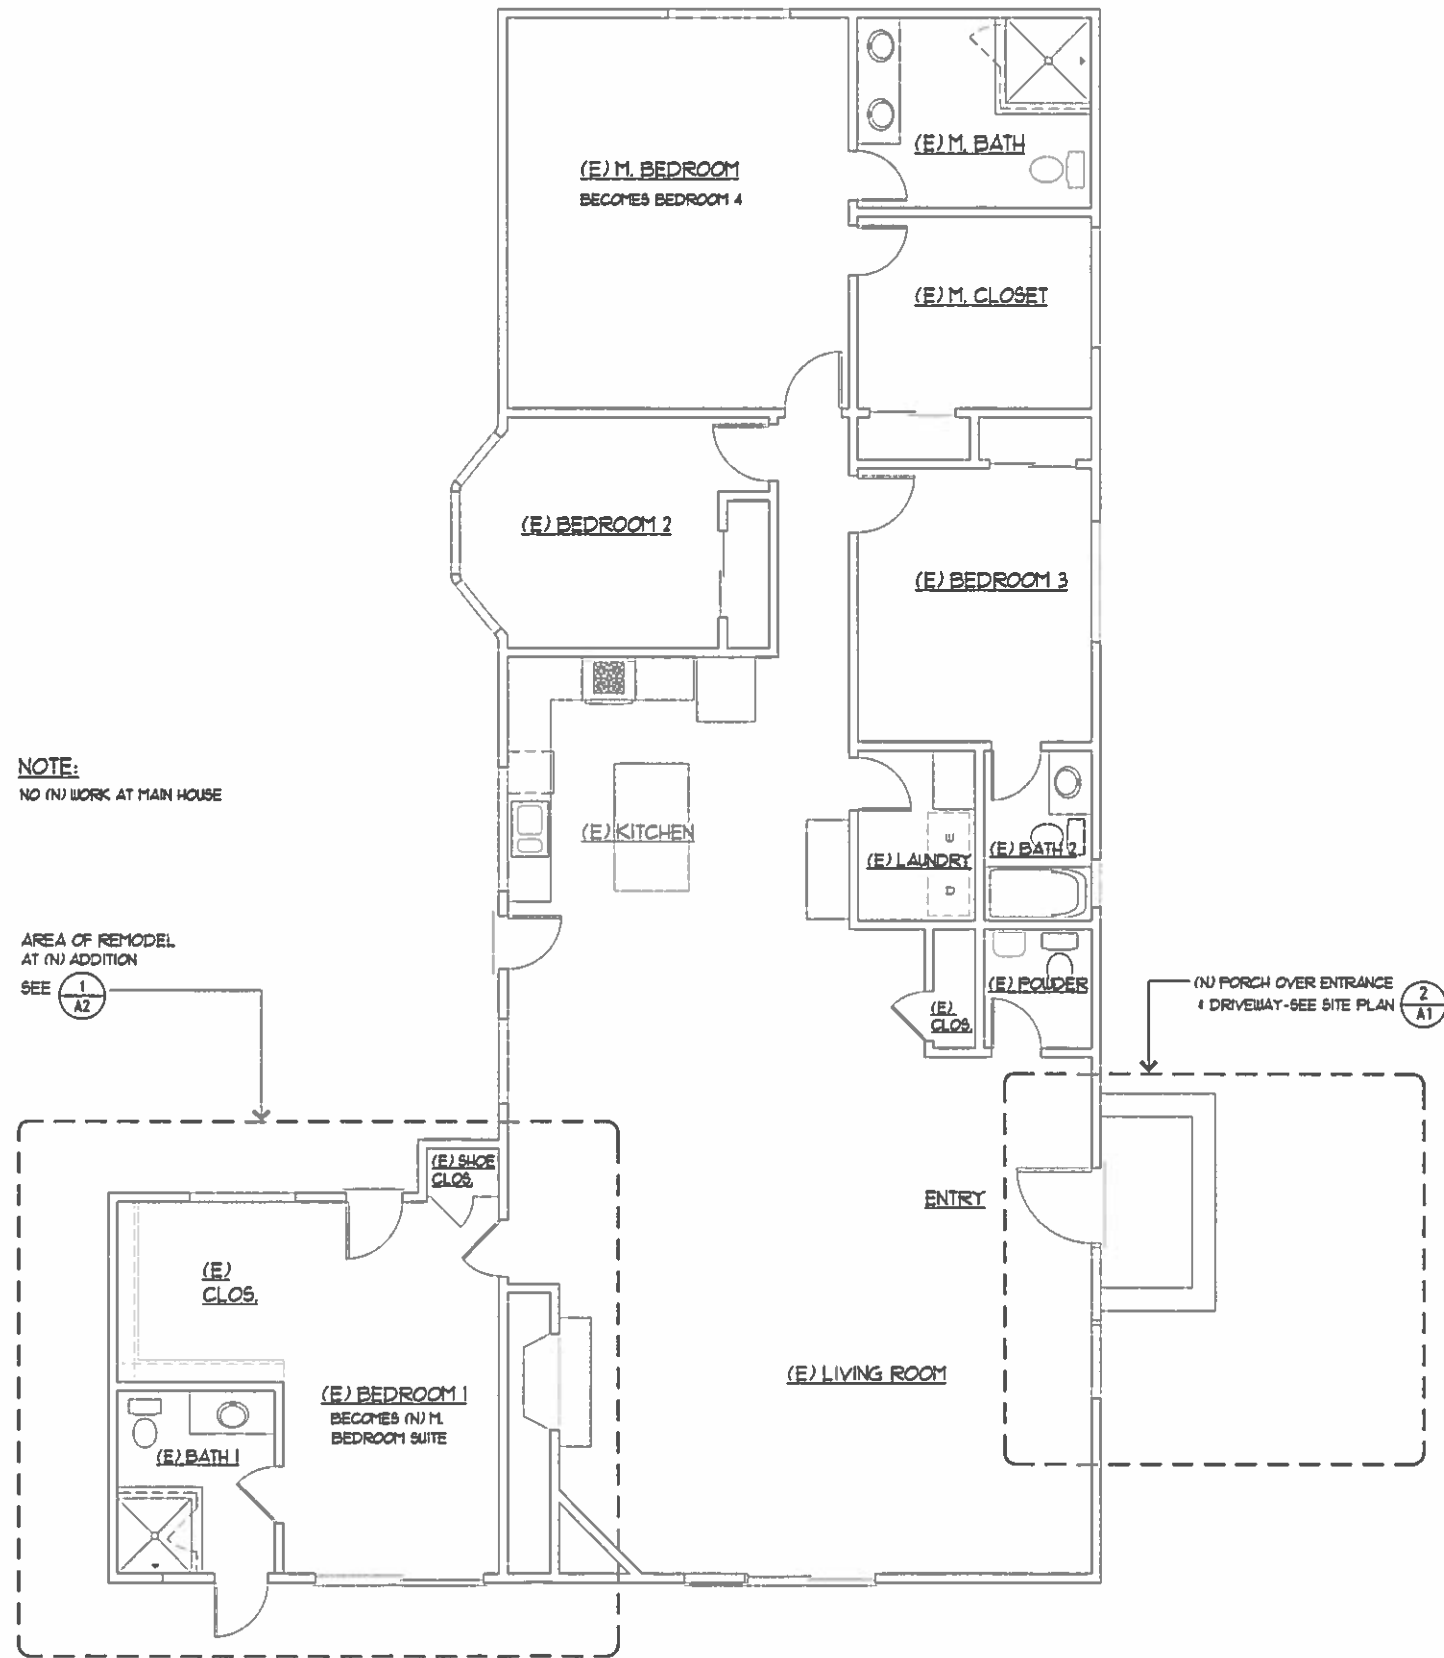 (E) M. BATH
(E) M. BEDROOM
BECOMES BEDROOM 4
(E) M. CLOSET
(E) BEDROOM 2
(E) BEDROOM 3
NOTE:
NO (N) WORK AT MAIN HOUSE
(E) KITCHEN
W
(E) LAUNDRY
D
(E) BATH 2
AREA OF REMODEL
AT (N) ADDITION
SEE 1
A2
(E) POWDER
(E)
CLOS.
(N) PORCH OVER ENTRANCE
& DRIVEWAY-SEE SITE PLAN 2
A1
(E) SHOE
CLOS.
ENTRY
(E)
CLOS.
(E) LIVING ROOM
(E) BEDROOM 1
BECOMES (N) M.
BEDROOM SUITE
(E) BATH 1